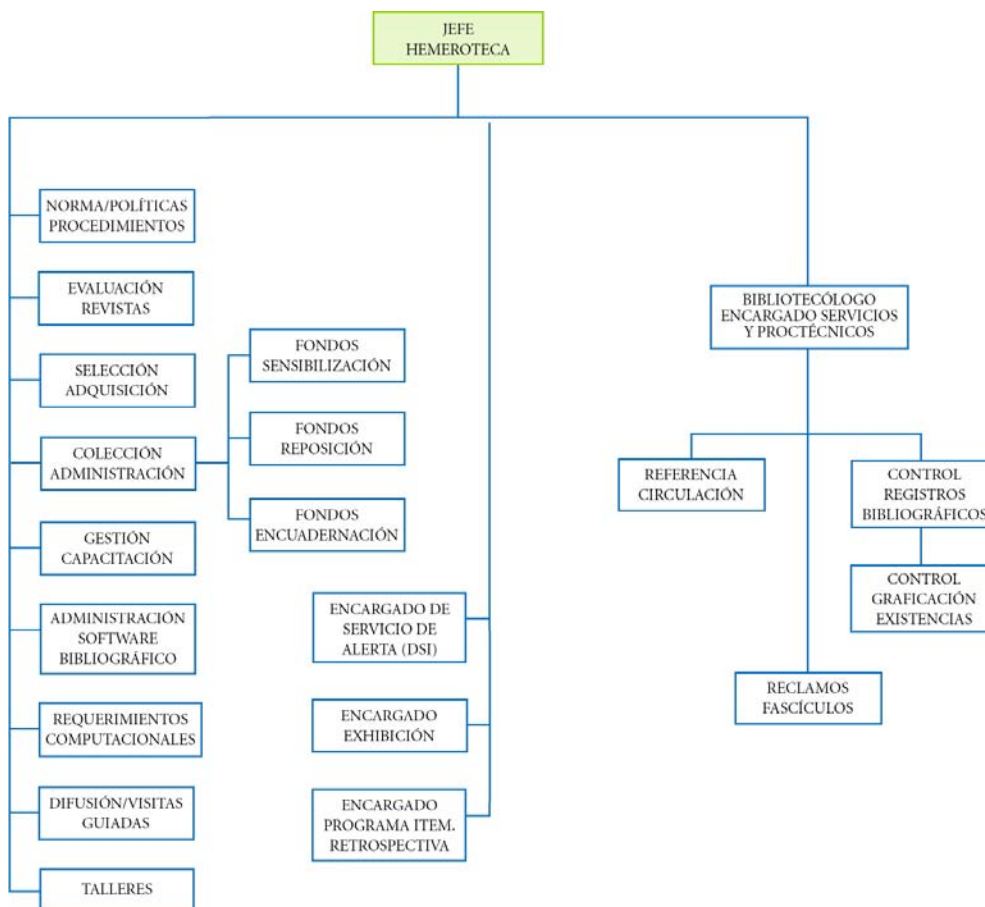 JEFE
HEMEROTECA
NORMA/POLÍTICAS
PROCEDIMIENTOS
EVALUACIÓN
REVISTAS
SELECCIÓN
ADQUISICIÓN
COLECCIÓN
ADMINISTRACIÓN
GESTIÓN
CAPACITACIÓN
ADMINISTRACIÓN
SOFTWARE
BIBLIOGRÁFICO
REQUERIMIENTOS
COMPUTACIONALES
DIFUSIÓN/VISITAS
GUIADAS
TALLERES
FONDOS
SENSIBILIZACIÓN
FONDOS
REPOSICIÓN
FONDOS
ENCUADERNACIÓN
ENCARGADO DE
SERVICIO DE
ALERTA (DSI)
ENCARGADO
EXHIBICIÓN
ENCARGADO
PROGRAMA ITEM.
RETROSPECTIVA
BIBLIOTECÓLOGO
ENCARGADO SERVICIOS
Y PROCTÉCNICOS
REFERENCIA
CIRCULACIÓN
CONTROL
REGISTROS
BIBLIOGRÁFICOS
CONTROL
GRAFICACIÓN
EXISTENCIAS
RECLAMOS
FASCÍCULOS